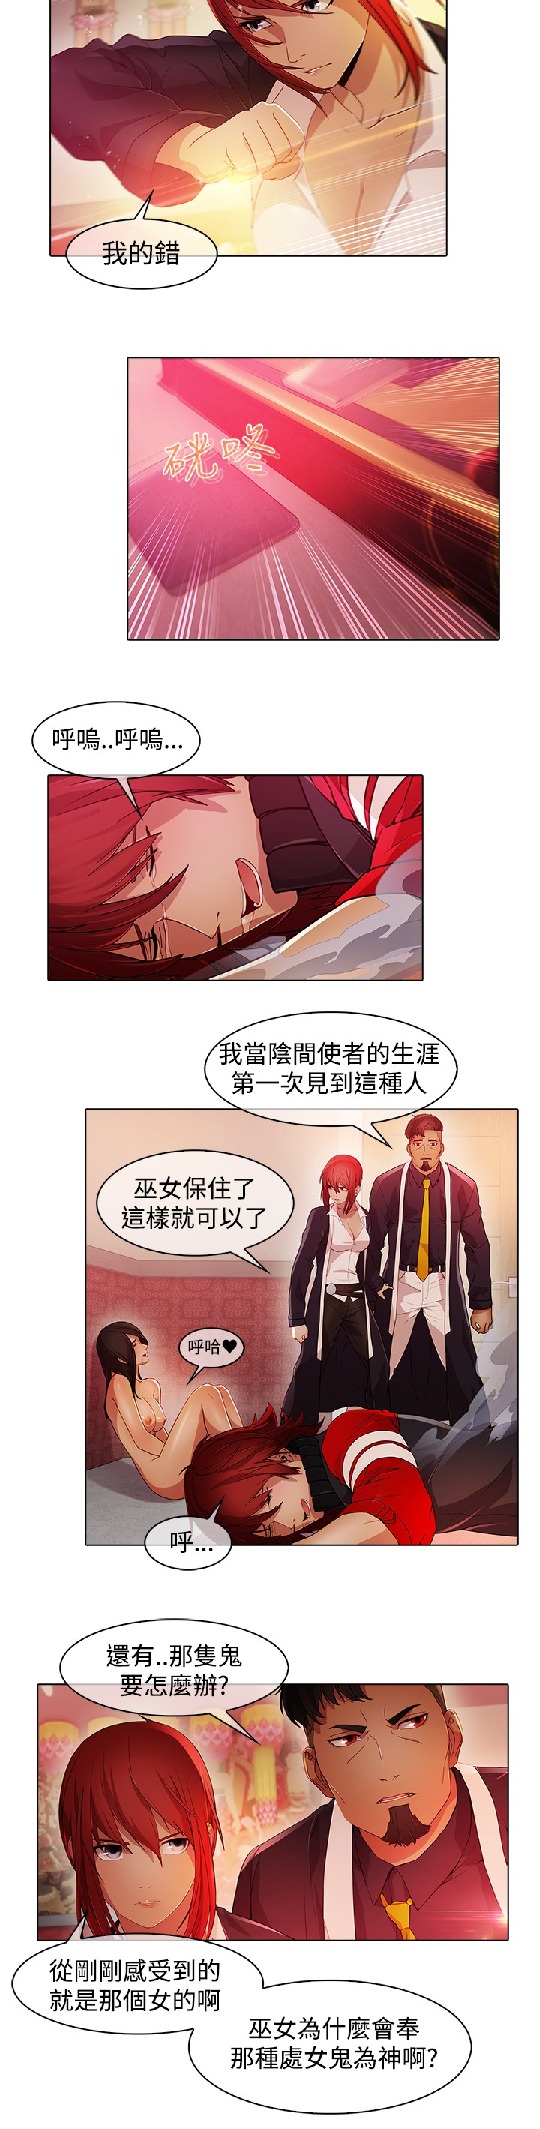 我的錯
硄咚
呼嗚..呼嗚...
我當陰間使者的生涯
第一次見到這種人
巫女保住了
這樣就可以了
呼哈♥
呼...
還有..那隻鬼
要怎麼辦?
從剛剛感受到的
就是那個女的啊
巫女為什麼會奉
那種處女鬼為神啊?